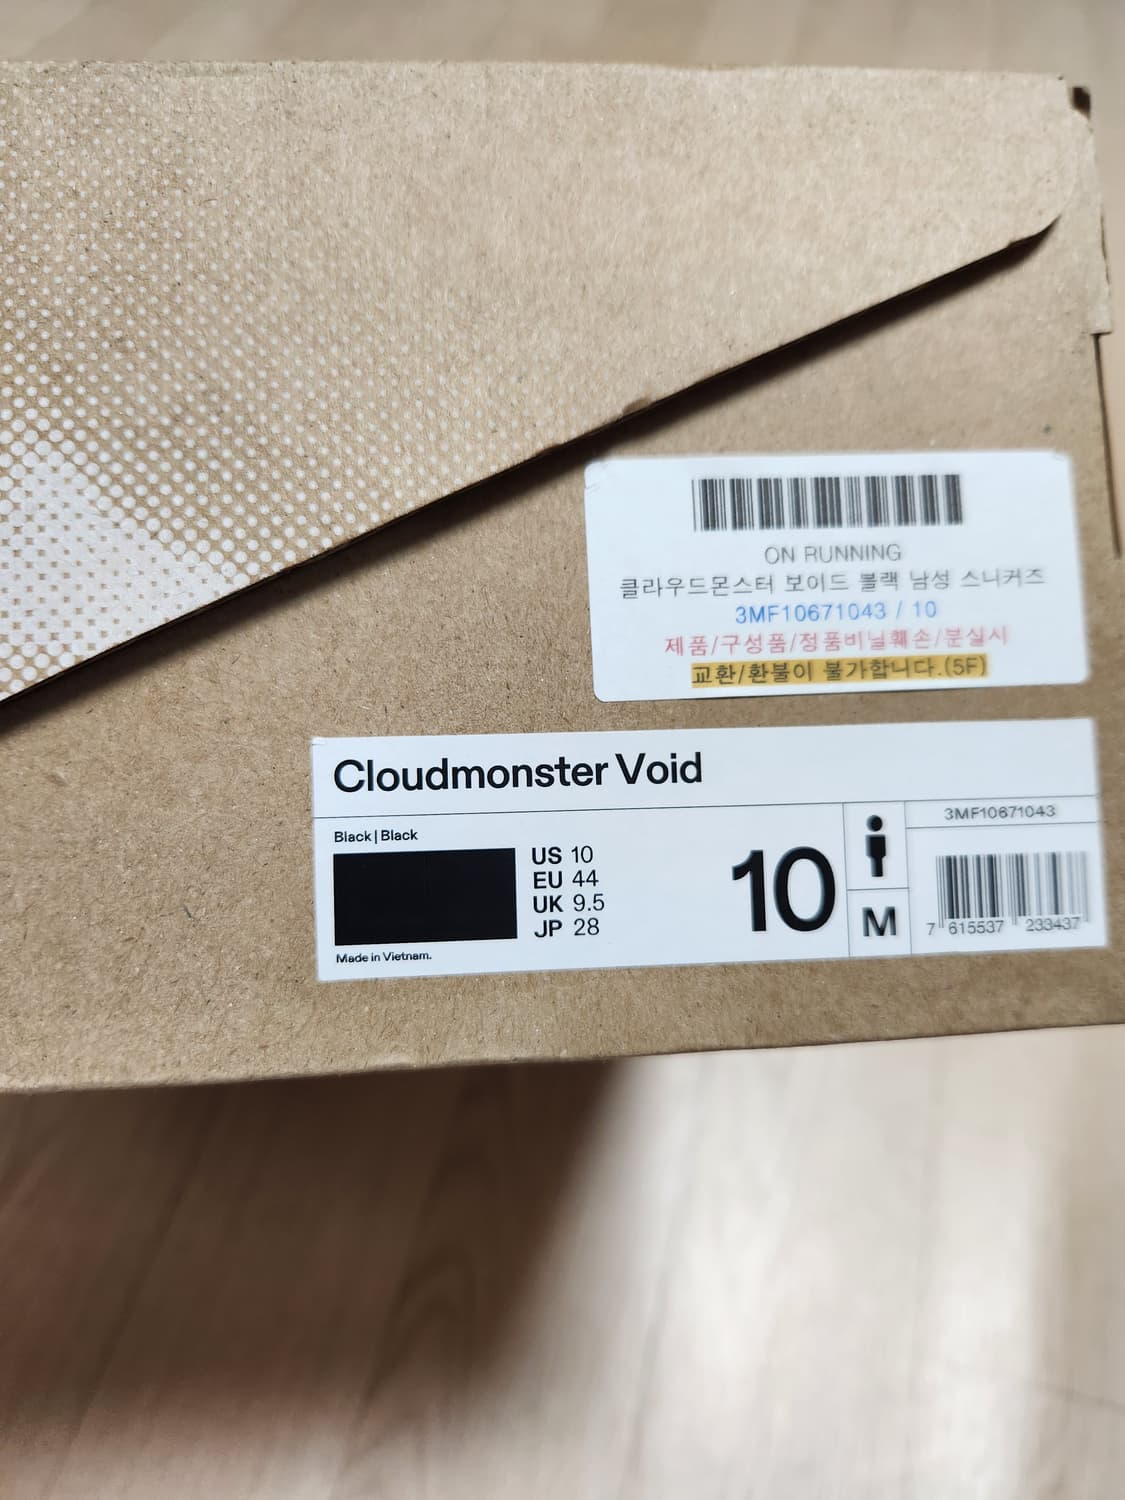 ON RUNNING
클라우드몬스터 보이드 블랙 남성 스니커즈
3MF10671043 / 10
제품/구성품/정품비닐훼손/분실시
교환/환불이 불가합니다.(5F)
Cloudmonster Void
Black | Black
US 10
EU 44
UK 9.5
JP 28
Made in Vietnam.
10
M
3MF10671043
7 615537 233437